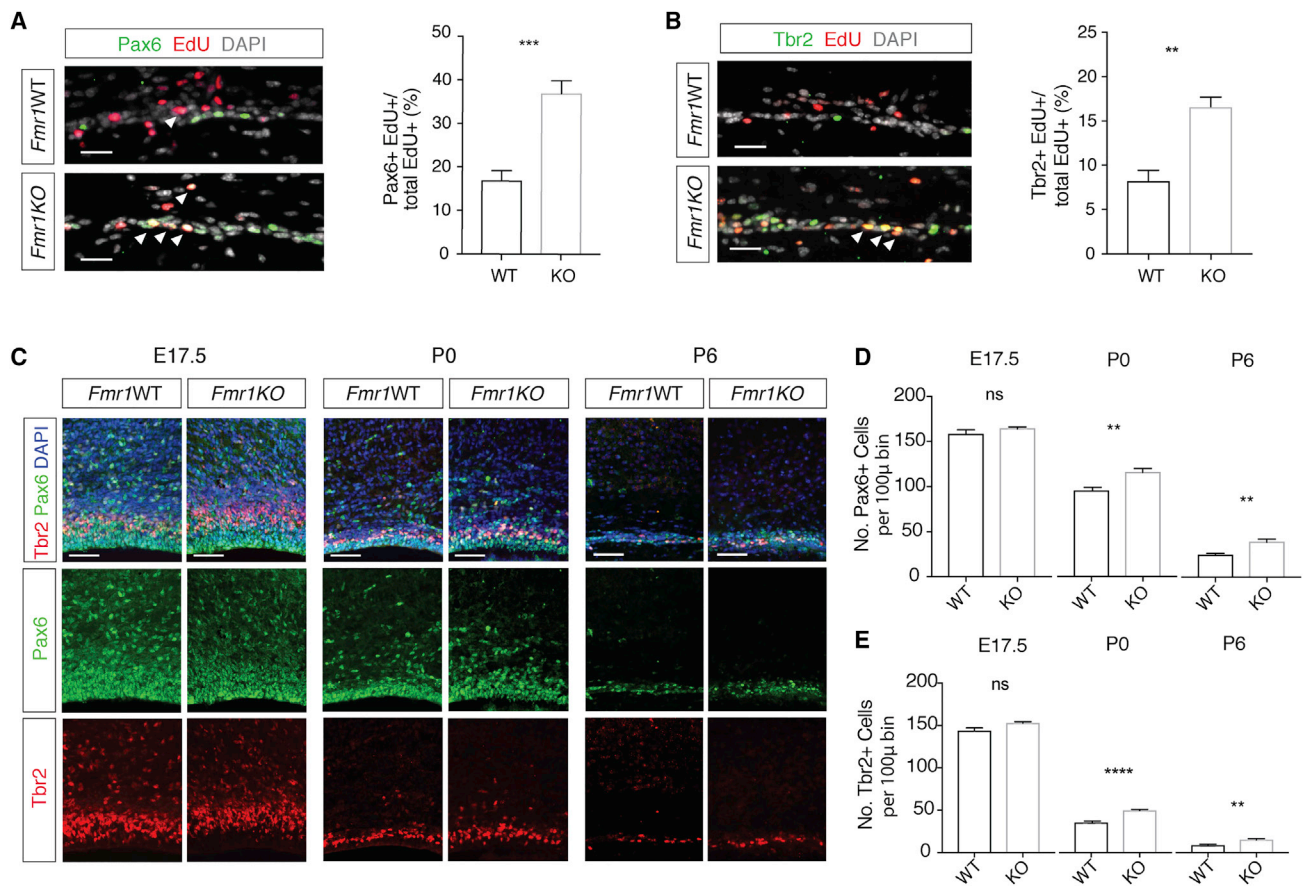 A
Pax6 EdU DAPI
Fmr1WT
Fmr1KO
Pax6+ EdU+/
total EdU+ (%)
50
40
30
20
10
0
***
WT
KO
B
Tbr2 EdU DAPI
Fmr1WT
Fmr1KO
Tbr2+ EdU+/
total EdU+ (%)
25
20
15
10
5
0
**
WT
KO
C
E17.5
P0
P6
Fmr1WT
Fmr1KO
Fmr1WT
Fmr1KO
Fmr1WT
Fmr1KO
Tbr2 Pax6 DAPI
Pax6
Tbr2
D
E17.5
P0
P6
No. Pax6+ Cells
per 100µ bin
200
150
100
50
0
ns
**
**
WT
KO
WT
KO
WT
KO
E
E17.5
P0
P6
No. Tbr2+ Cells
per 100µ bin
200
150
100
50
0
ns
****
**
WT
KO
WT
KO
WT
KO